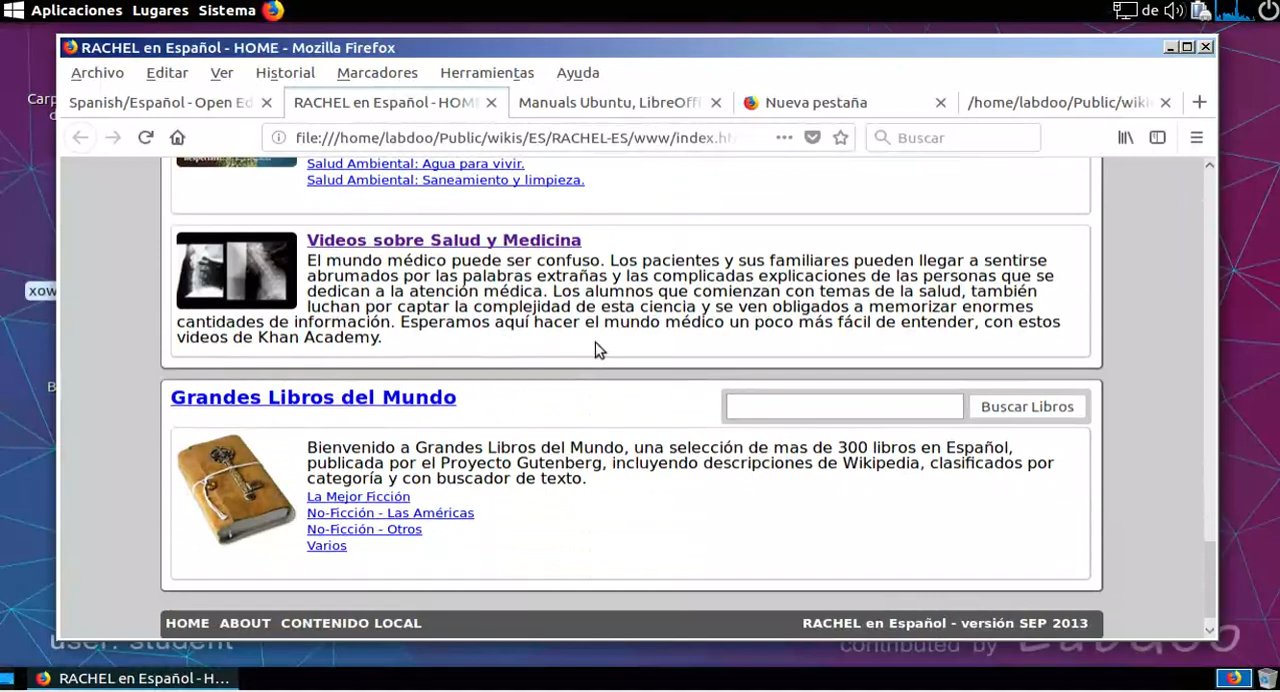 Aplicaciones Lugares Sistema
de
RACHEL en Español - HOME - Mozilla Firefox
Archivo Editar Ver Historial Marcadores Herramientas Ayuda
Spanish/Español - Open Ed RACHEL en Español - HOM Manuals Ubuntu, LibreOffi Nueva pestaña /home/labdoo/Public/wiki
file:///home/labdoo/Public/wikis/ES/RACHEL-ES/www/index.ht
Buscar
Salud Ambiental: Agua para vivir.
Salud Ambiental: Saneamiento y limpieza.
Videos sobre Salud y Medicina
El mundo médico puede ser confuso. Los pacientes y sus familiares pueden llegar a sentirse
abrumados por las palabras extrañas y las complicadas explicaciones de las personas que se
dedican a la atención médica. Los alumnos que comienzan con temas de la salud, también
luchan por captar la complejidad de esta ciencia y se ven obligados a memorizar enormes
cantidades de información. Esperamos aquí hacer el mundo médico un poco más fácil de entender, con estos
videos de Khan Academy.
Grandes Libros del Mundo
Buscar Libros
Bienvenido a Grandes Libros del Mundo, una selección de mas de 300 libros en Español,
publicada por el Proyecto Gutenberg, incluyendo descripciones de Wikipedia, clasificados por
categoría y con buscador de texto.
La Mejor Ficción
No-Ficción - Las Américas
No-Ficción - Otros
Varios
HOME ABOUT CONTENIDO LOCAL
RACHEL en Español - versión SEP 2013
user: student
contributed by
RACHEL en Español - H...